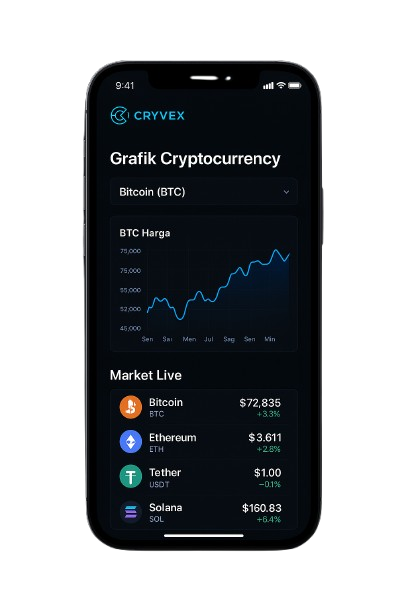 9:41
CRYVEX
Grafik Cryptocurrency
Bitcoin (BTC)
BTC Harga
75,000
75,000
55,000
52,000
45,000
Sen Sai Men Jul Sag Sen Min
Market Live
Bitcoin $72,835
BTC +3.3%
Ethereum $3.611
ETH +2.8%
Tether $1.00
USDT −0.1%
Solana $160.83
SOL +6.4%